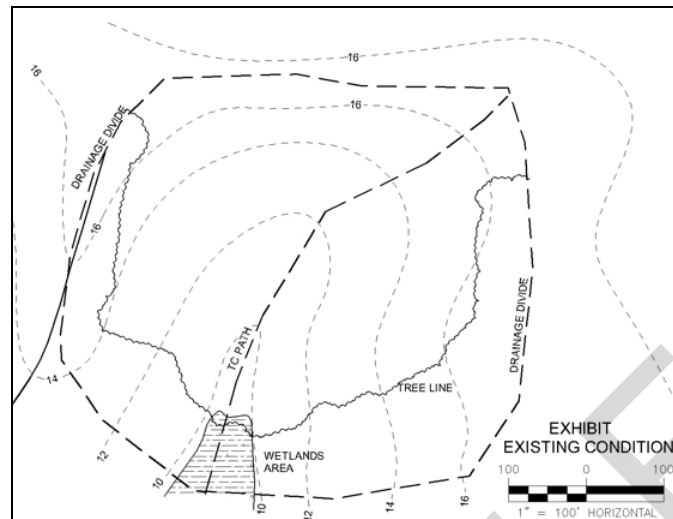 16
16
16
DRAINAGE DIVIDE
16
TC PATH
DRAINAGE DIVIDE
14
TREE LINE
12
WETLANDS
AREA
10
10
12
14
16
EXHIBIT
EXISTING CONDITION
100 0 100
1" = 100' HORIZONTAL